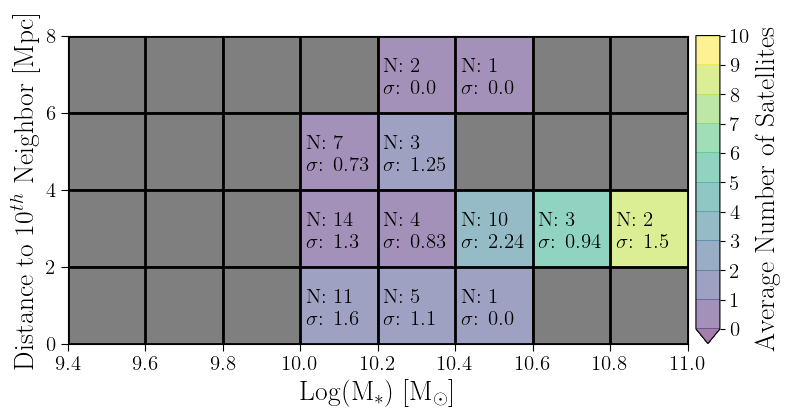 Distance to 10^{th} Neighbor [Mpc]
8
6
4
2
0
N: 2
σ: 0.0
N: 1
σ: 0.0
N: 7
σ: 0.73
N: 3
σ: 1.25
N: 14
σ: 1.3
N: 4
σ: 0.83
N: 10
σ: 2.24
N: 3
σ: 0.94
N: 2
σ: 1.5
N: 11
σ: 1.6
N: 5
σ: 1.1
N: 1
σ: 0.0
9.4 9.6 9.8 10.0 10.2 10.4 10.6 10.8 11.0
Log(M_*) [M_⊙]
10
9
8
7
6
5
4
3
2
1
0
Average Number of Satellites